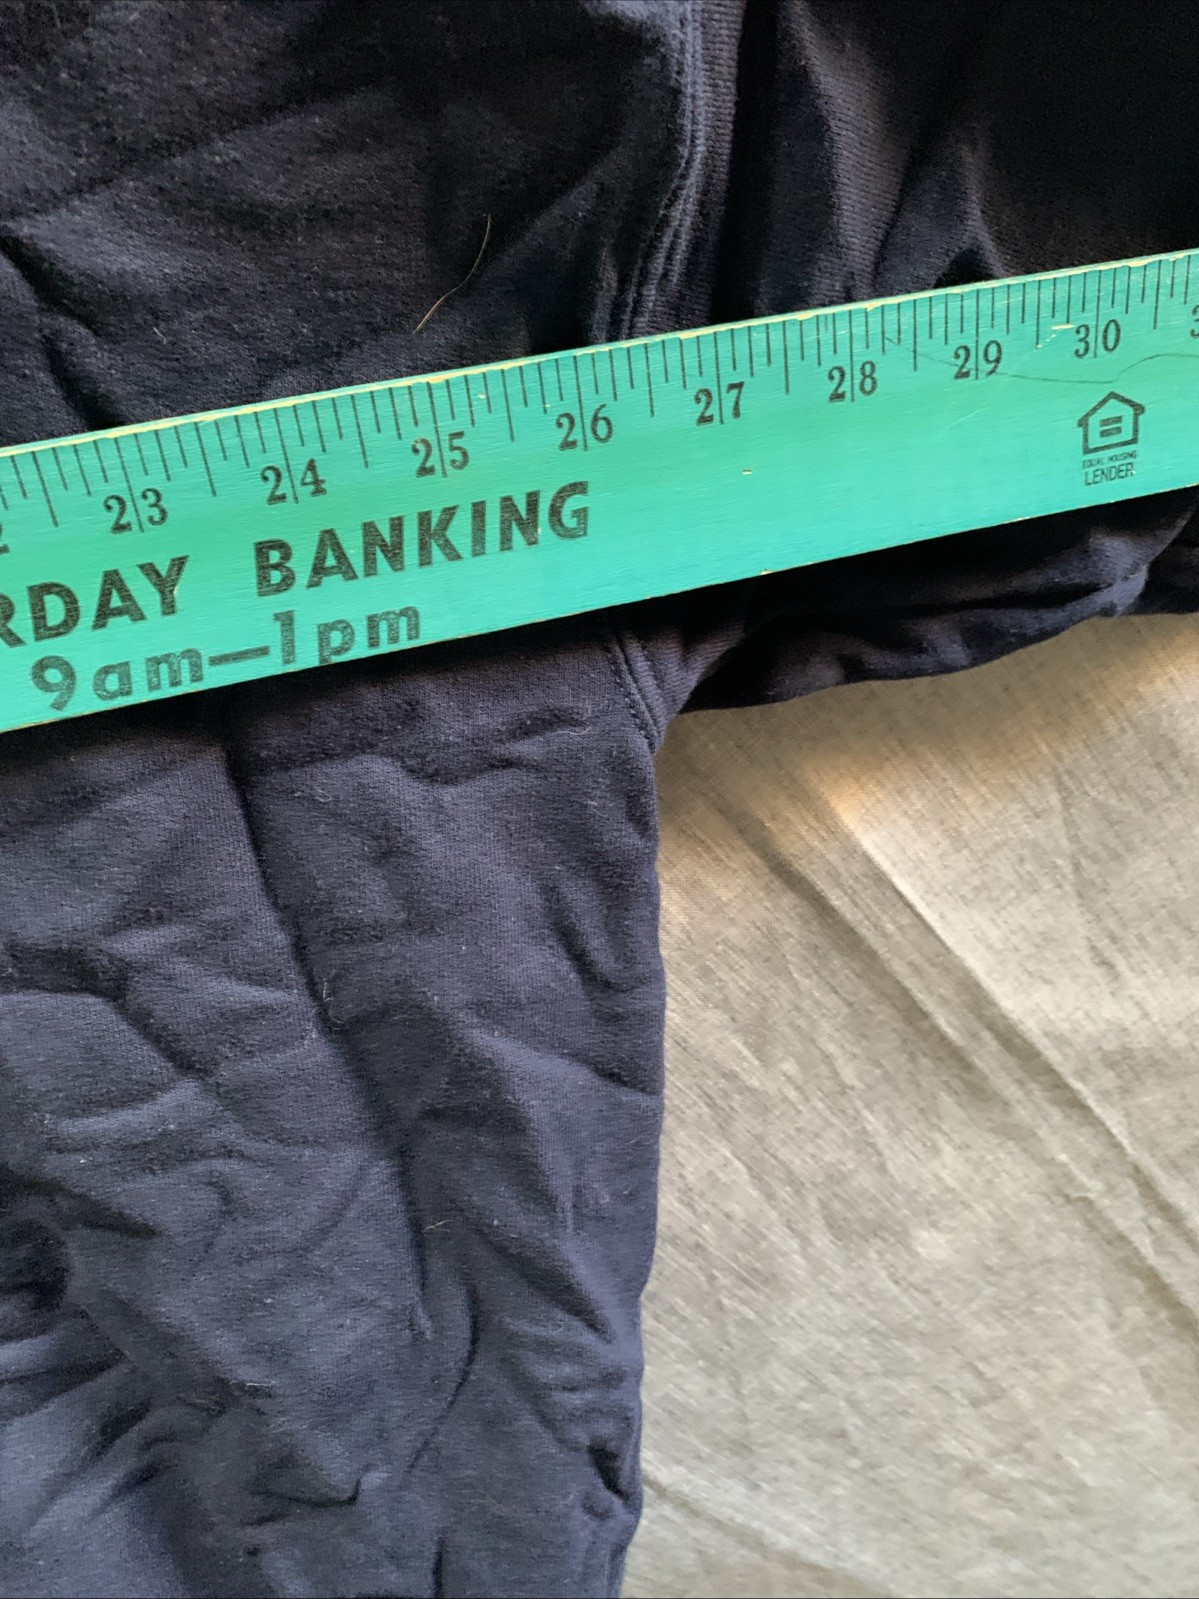 23 24 25 26 27 28 29 30
RDAY BANKING
9am—1pm
EQUAL HOUSING
LENDER